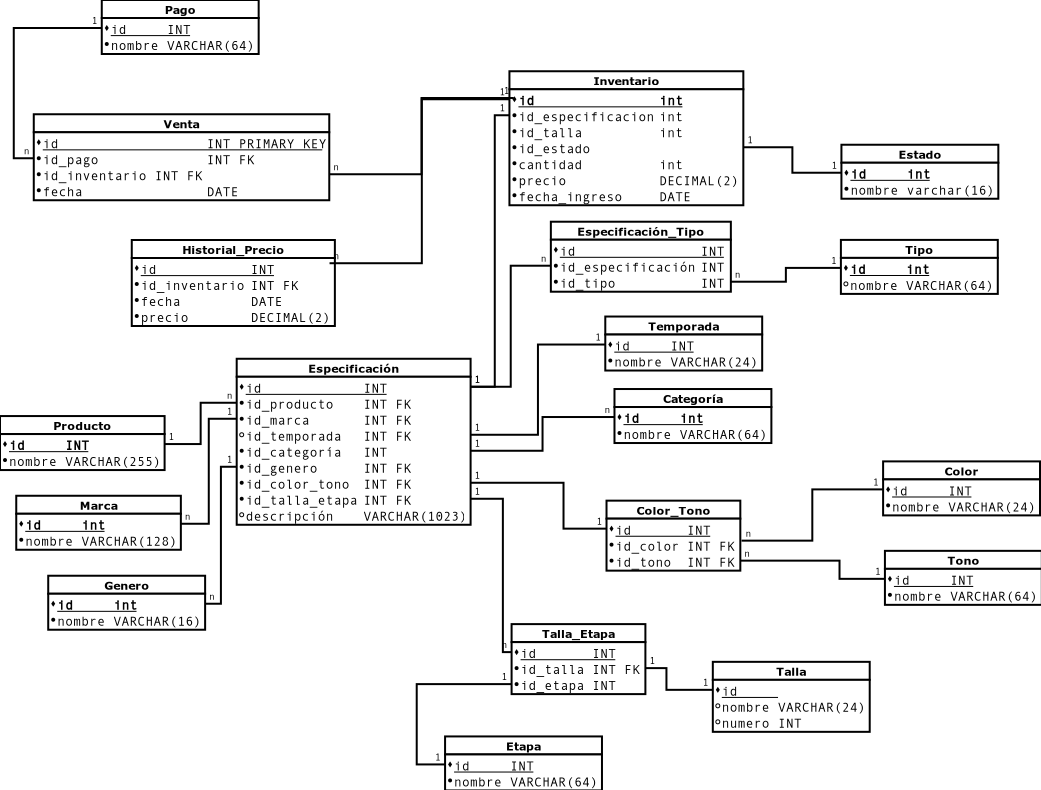 Pago
1
id INT
nombre VARCHAR(64)
Venta
id INT PRIMARY KEY
n
id_pago INT FK
id_inventario INT FK
n
fecha DATE
Inventario
1
1
id int
1
id_especificacion int
id_talla int
id_estado
cantidad int
precio DECIMAL(2)
fecha_ingreso DATE
1
1
Estado
id int
nombre varchar(16)
Historial_Precio
n
id INT
id_inventario INT FK
fecha DATE
precio DECIMAL(2)
Especificación_Tipo
id INT
n
id_especificación INT
id_tipo INT
n
1
Tipo
id int
nombre VARCHAR(64)
Temporada
1
id INT
nombre VARCHAR(24)
Especificación
id INT
1
n
id_producto INT FK
1
id_marca INT FK
id_temporada INT FK
1
id_categoría INT
1
1
id_genero INT FK
id_color_tono INT FK
1
id_talla_etapa INT FK
1
descripción VARCHAR(1023)
Categoría
n
id int
nombre VARCHAR(64)
Producto
1
id INT
nombre VARCHAR(255)
Marca
n
id int
nombre VARCHAR(128)
Genero
n
id int
nombre VARCHAR(16)
Color_Tono
1
id INT
id_color INT FK
n
id_tono INT FK
n
Color
1
id INT
nombre VARCHAR(24)
Tono
1
id INT
nombre VARCHAR(64)
Talla_Etapa
n
id INT
id_talla INT FK
1
1
id_etapa INT
Talla
1
id
nombre VARCHAR(24)
numero INT
Etapa
1
id INT
nombre VARCHAR(64)